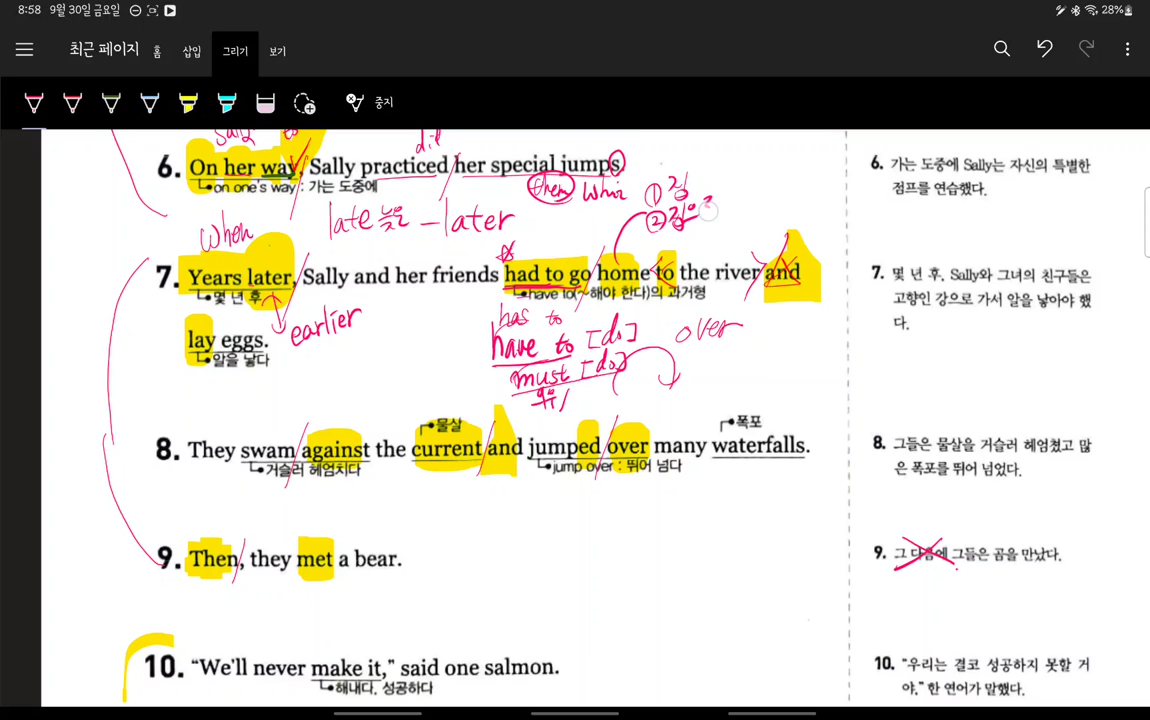 8:58 9월 30일 금요일 28%
최근 페이지 홈 삽입 그리기 보기
중지
6. On her way, Sally practiced her special jumps.
on one's way : 가는 도중에
them
6. 가는 도중에 Sally는 자신의 특별한
점프를 연습했다.
when late 늦은 - later
① 집
②
7. Years later, Sally and her friends had to go home to the river and
몇 년 후
have to(~해야 한다)의 과거형
lay eggs.
알을 낳다
earlier
has to
have to [do]
must [do]
over
7. 몇 년 후, Sally와 그녀의 친구들은
고향인 강으로 가서 알을 낳아야 했
다.
물살
폭포
8. They swam against the current and jumped over many waterfalls.
거슬러 헤엄치다
jump over : 뛰어 넘다
8. 그들은 물살을 거슬러 헤엄쳤고 많
은 폭포를 뛰어 넘었다.
9. Then, they met a bear.
9. 그 다음에 그들은 곰을 만났다.
10. “We'll never make it,” said one salmon.
해내다, 성공하다
10. “우리는 결코 성공하지 못할 거
야,” 한 연어가 말했다.